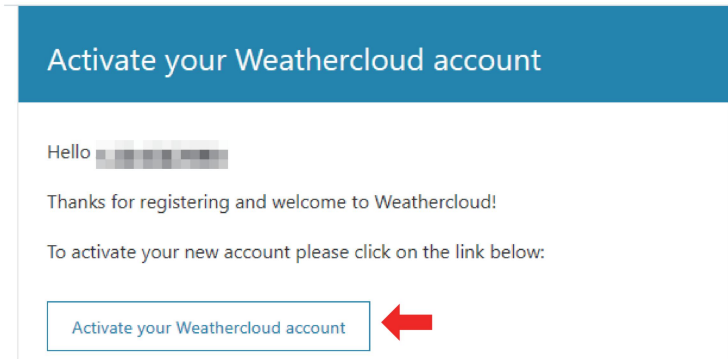 Activate your Weathercloud account
Hello
Thanks for registering and welcome to Weathercloud!
To activate your new account please click on the link below:
Activate your Weathercloud account